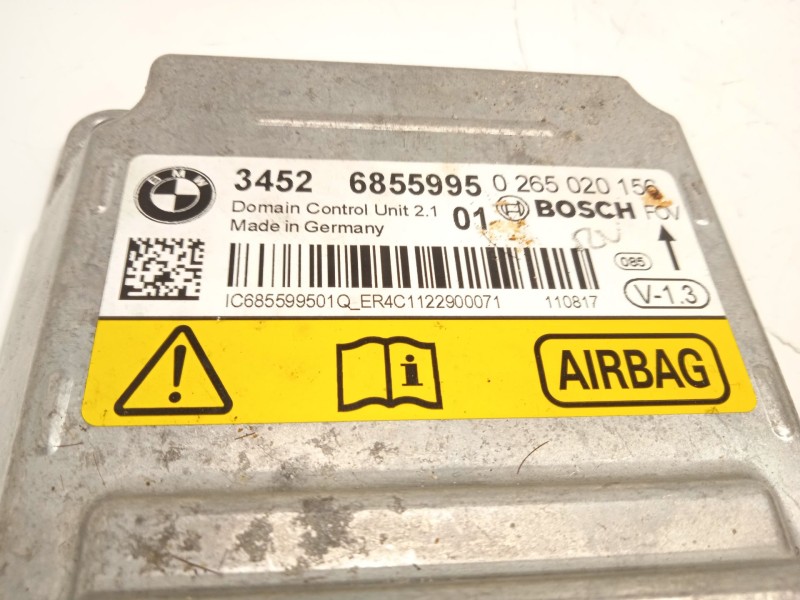 BMW 3452 6855995 0 265 020 156
Domain Control Unit 2.1 01 BOSCH FOV
Made in Germany
085
IC685599501Q_ER4C1122900071 110817 V-1.3
AIRBAG